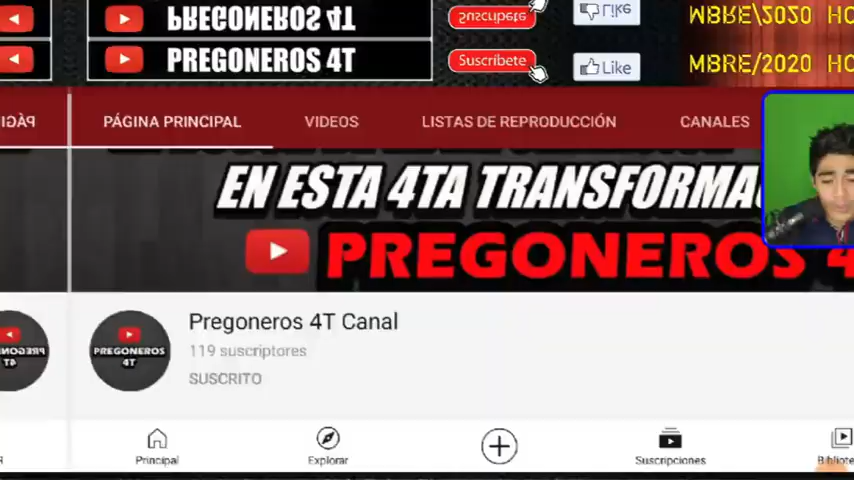 PREGONEROS 4T
Suscríbete
Like
MBRE/2020 HO
PREGONEROS 4T
Suscríbete
Like
MBRE/2020 HO
PÁGINA PRINCIPAL
VIDEOS
LISTAS DE REPRODUCCIÓN
CANALES
EN ESTA 4TA TRANSFORMAC
PREGONEROS 4
PREGONEROS
4T
Pregoneros 4T Canal
119 suscriptores
SUSCRITO
Principal
Explorar
Suscripciones
Bibliote